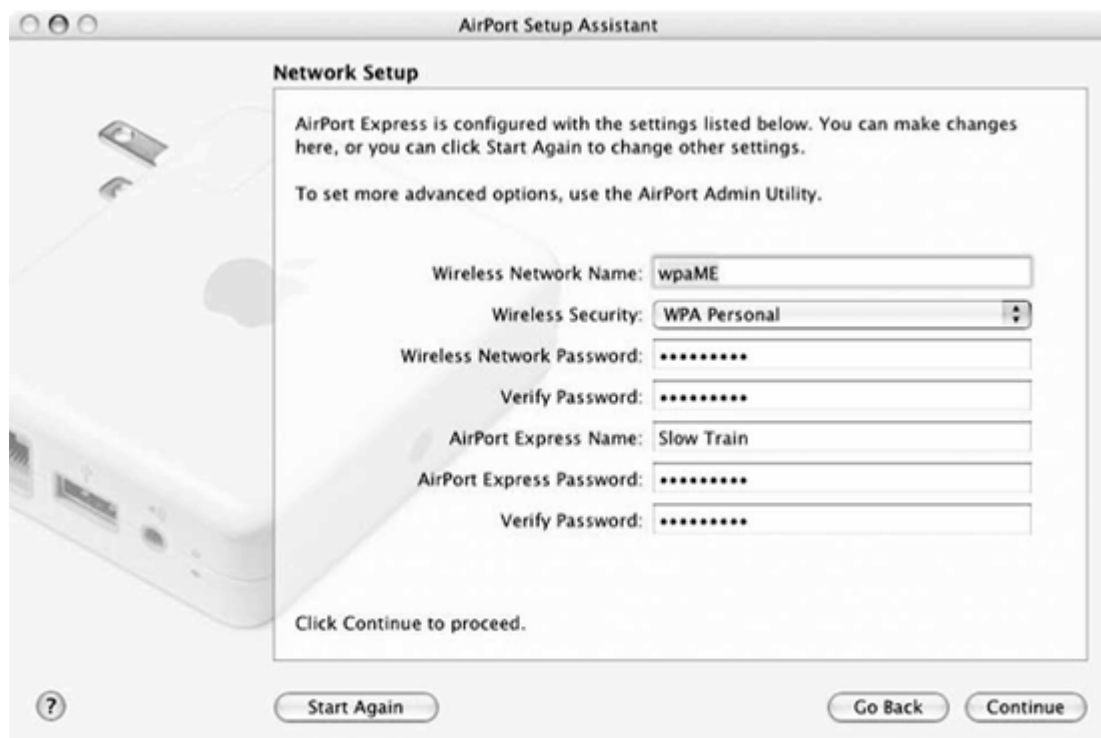 AirPort Setup Assistant
Network Setup
AirPort Express is configured with the settings listed below. You can make changes
here, or you can click Start Again to change other settings.
To set more advanced options, use the AirPort Admin Utility.
Wireless Network Name: wpaME
Wireless Security: WPA Personal
Wireless Network Password: •••••••••
Verify Password: •••••••••
AirPort Express Name: Slow Train
AirPort Express Password: •••••••••
Verify Password: •••••••••
Click Continue to proceed.
? Start Again Go Back Continue